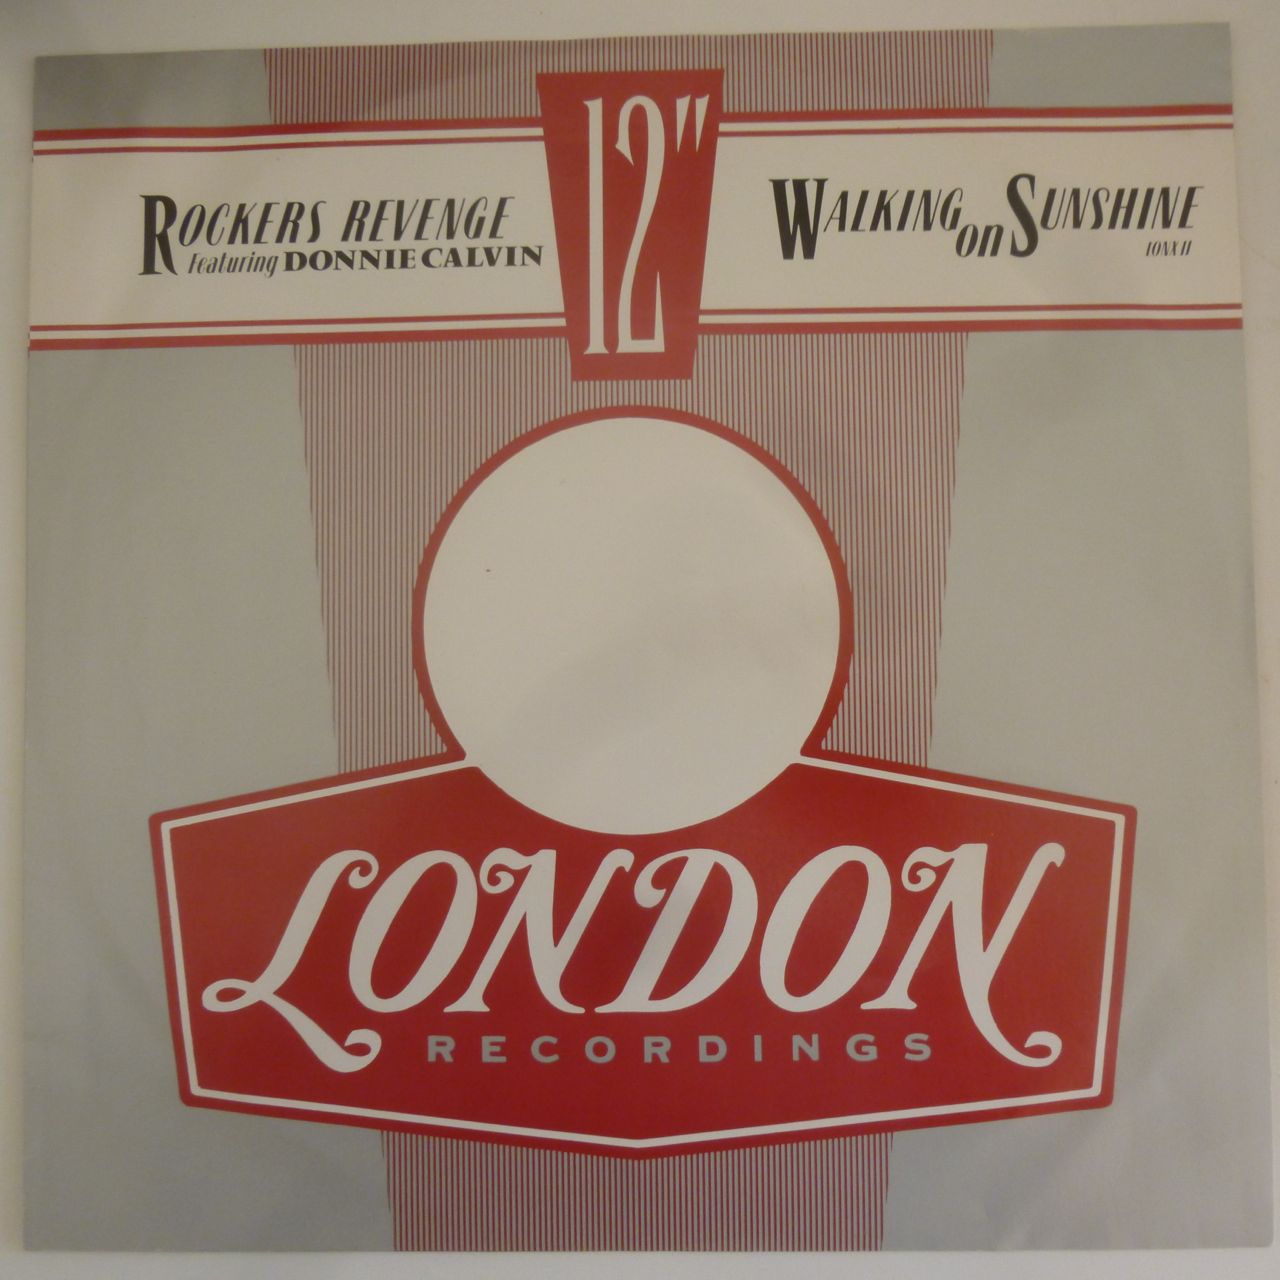 12"
ROCKERS REVENGE
Featuring DONNIE CALVIN
WALKING on SUNSHINE
LONX 11
LONDON
RECORDINGS